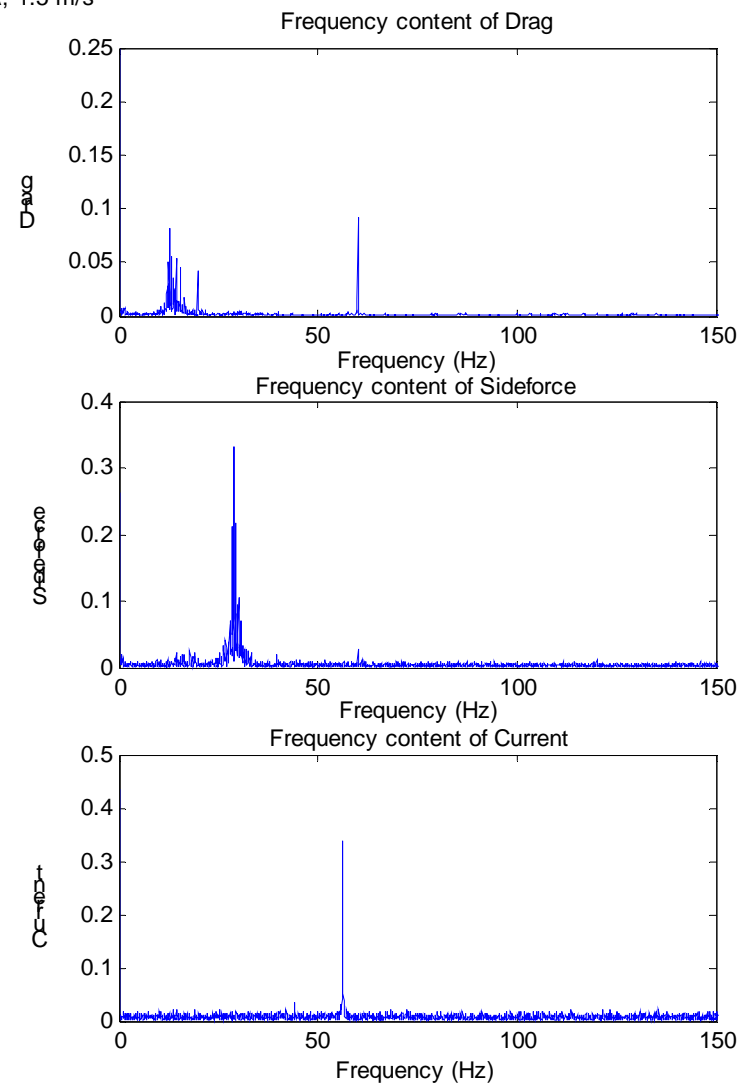 Frequency content of Drag
0.25
0.2
0.15
0.1
0.05
0
Drag
0 50 100 150
Frequency (Hz)
Frequency content of Sideforce
0.4
0.3
0.2
0.1
0
Sideforce
0 50 100 150
Frequency (Hz)
Frequency content of Current
0.5
0.4
0.3
0.2
0.1
0
Current
0 50 100 150
Frequency (Hz)